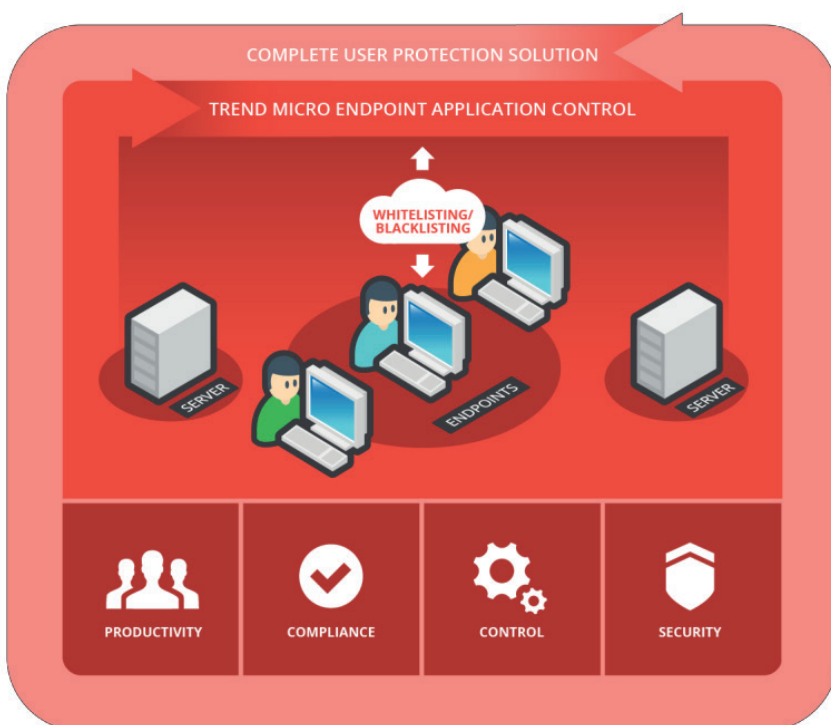 COMPLETE USER PROTECTION SOLUTION
TREND MICRO ENDPOINT APPLICATION CONTROL
WHITELISTING/
BLACKLISTING
SERVER
ENDPOINTS
SERVER
PRODUCTIVITY
COMPLIANCE
CONTROL
SECURITY